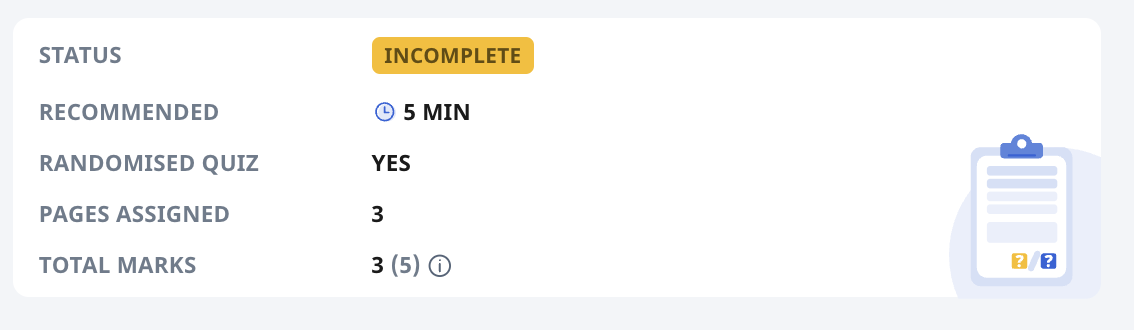 STATUS INCOMPLETE
RECOMMENDED 5 MIN
RANDOMISED QUIZ YES
PAGES ASSIGNED 3
TOTAL MARKS 3 (5)
?/?